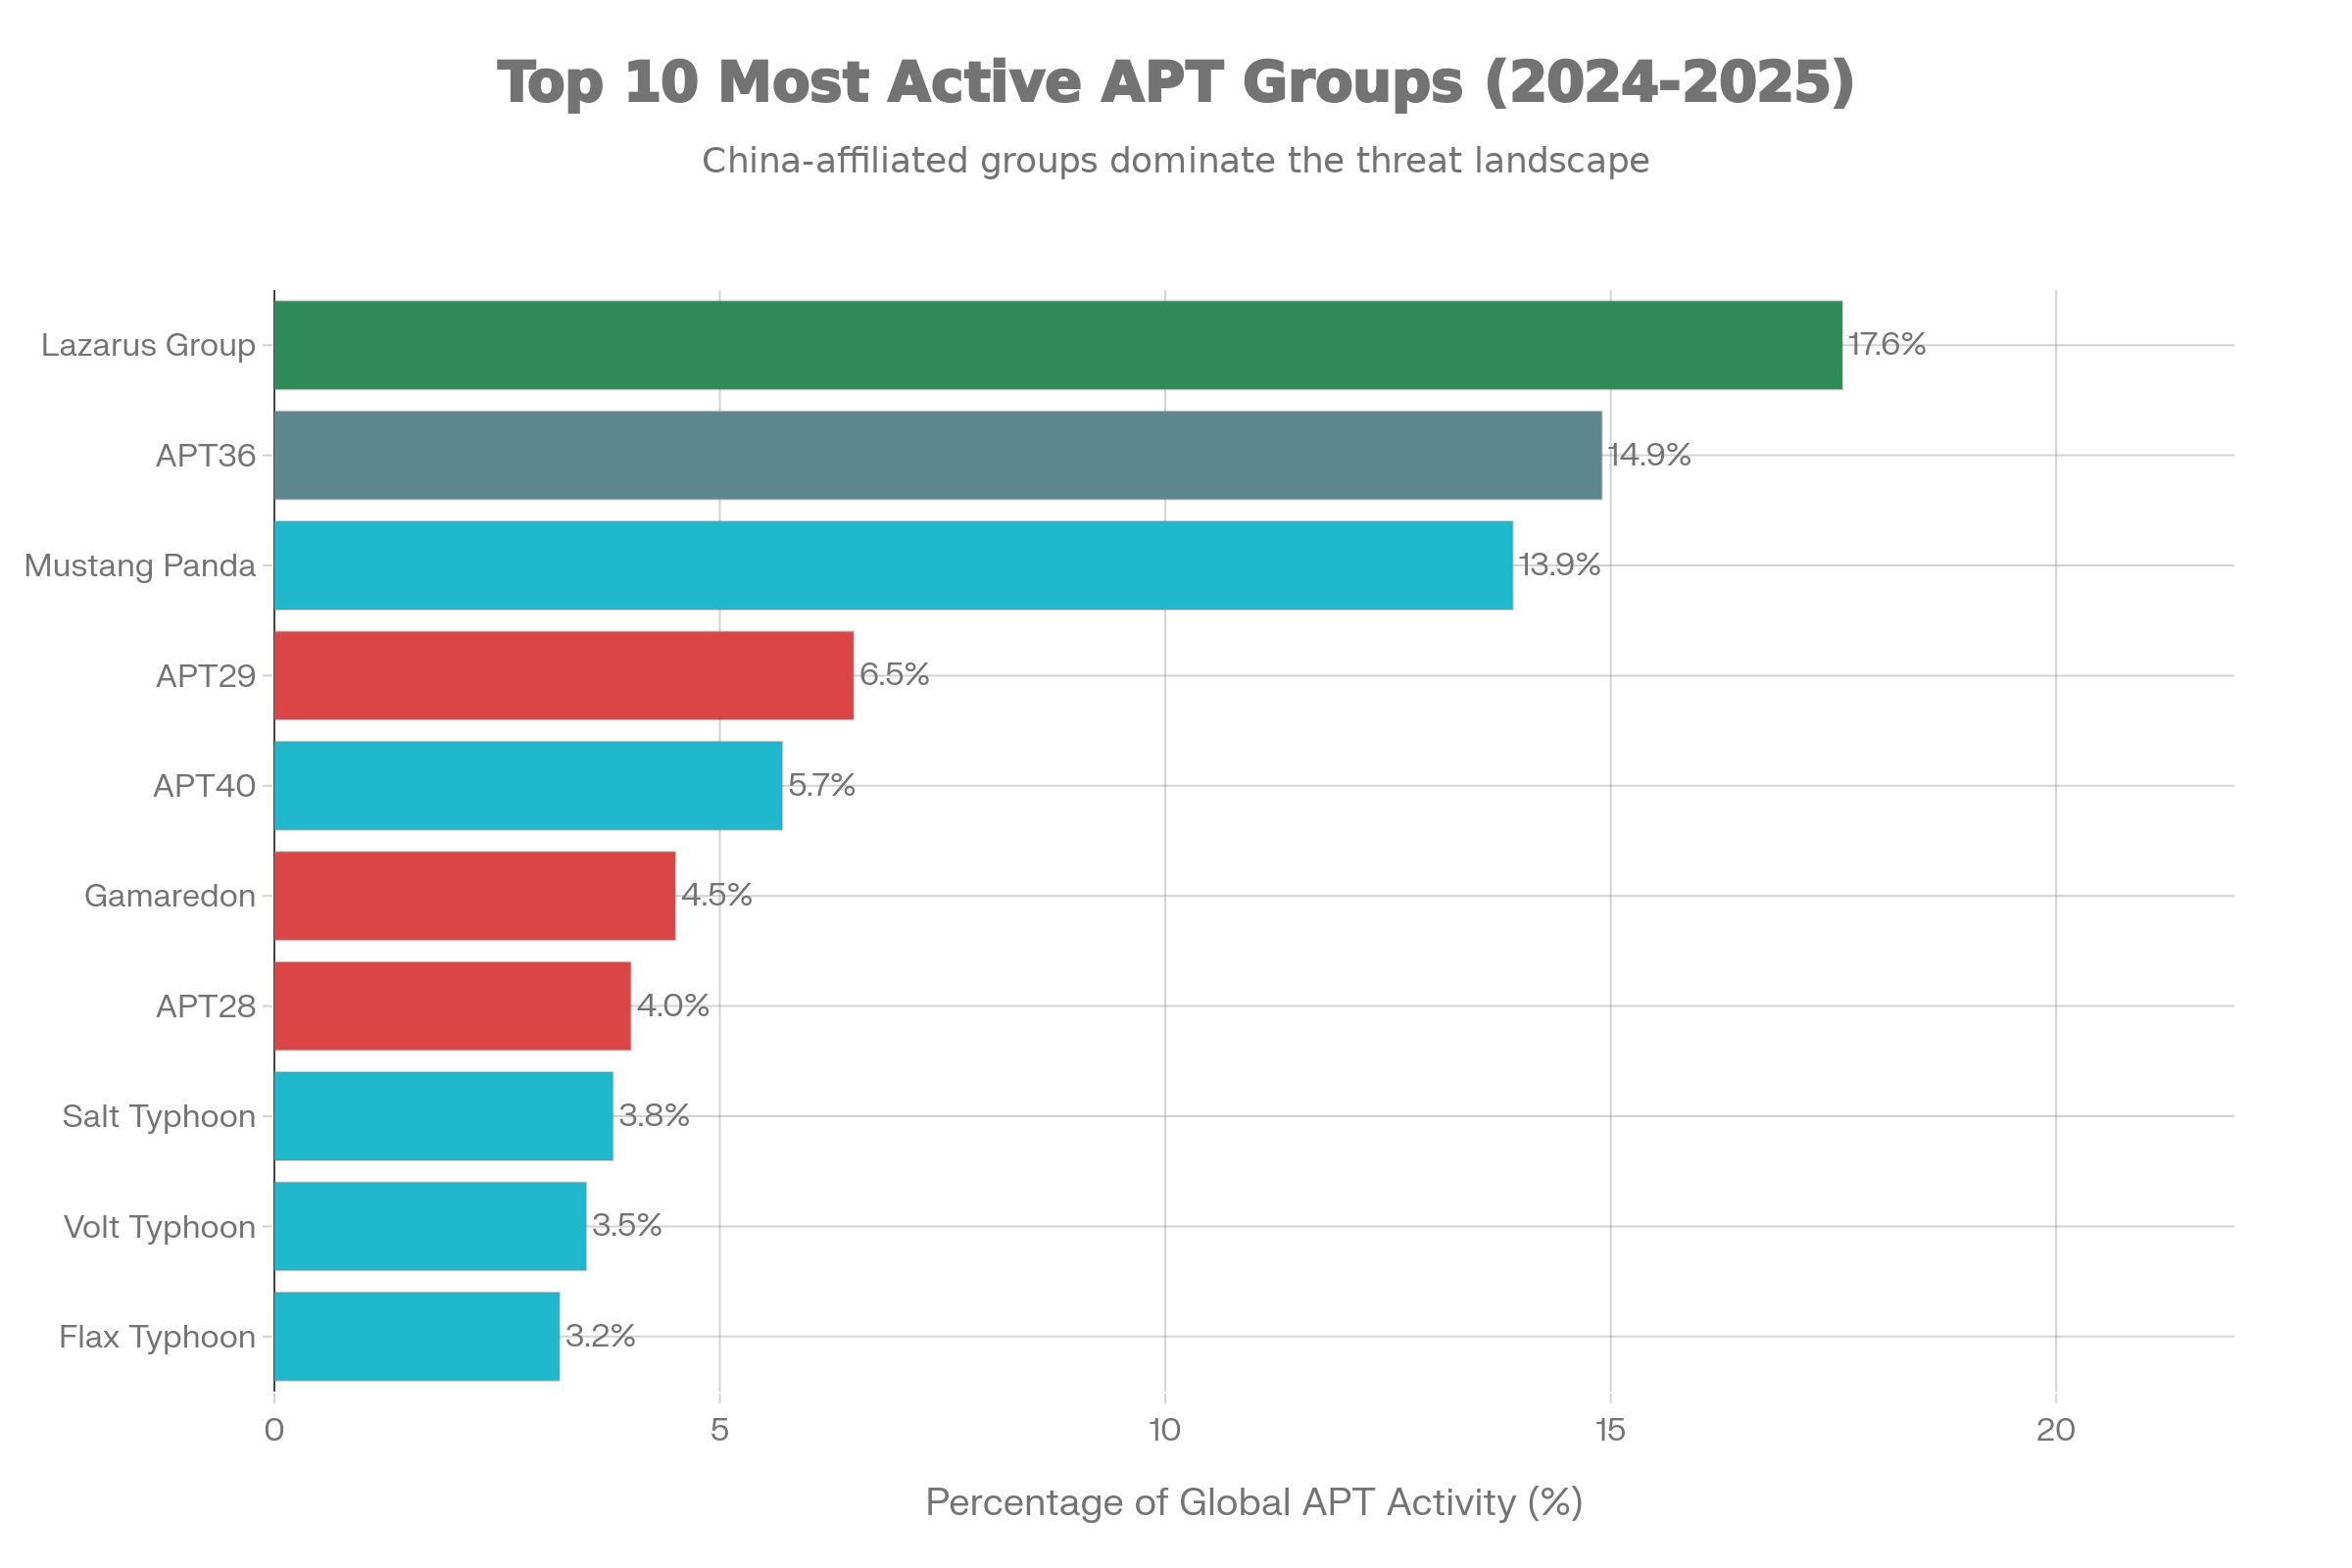 Top 10 Most Active APT Groups (2024-2025)
China-affiliated groups dominate the threat landscape
Lazarus Group 17.6%
APT36 14.9%
Mustang Panda 13.9%
APT29 6.5%
APT40 5.7%
Gamaredon 4.5%
APT28 4.0%
Salt Typhoon 3.8%
Volt Typhoon 3.5%
Flax Typhoon 3.2%
0 5 10 15 20
Percentage of Global APT Activity (%)